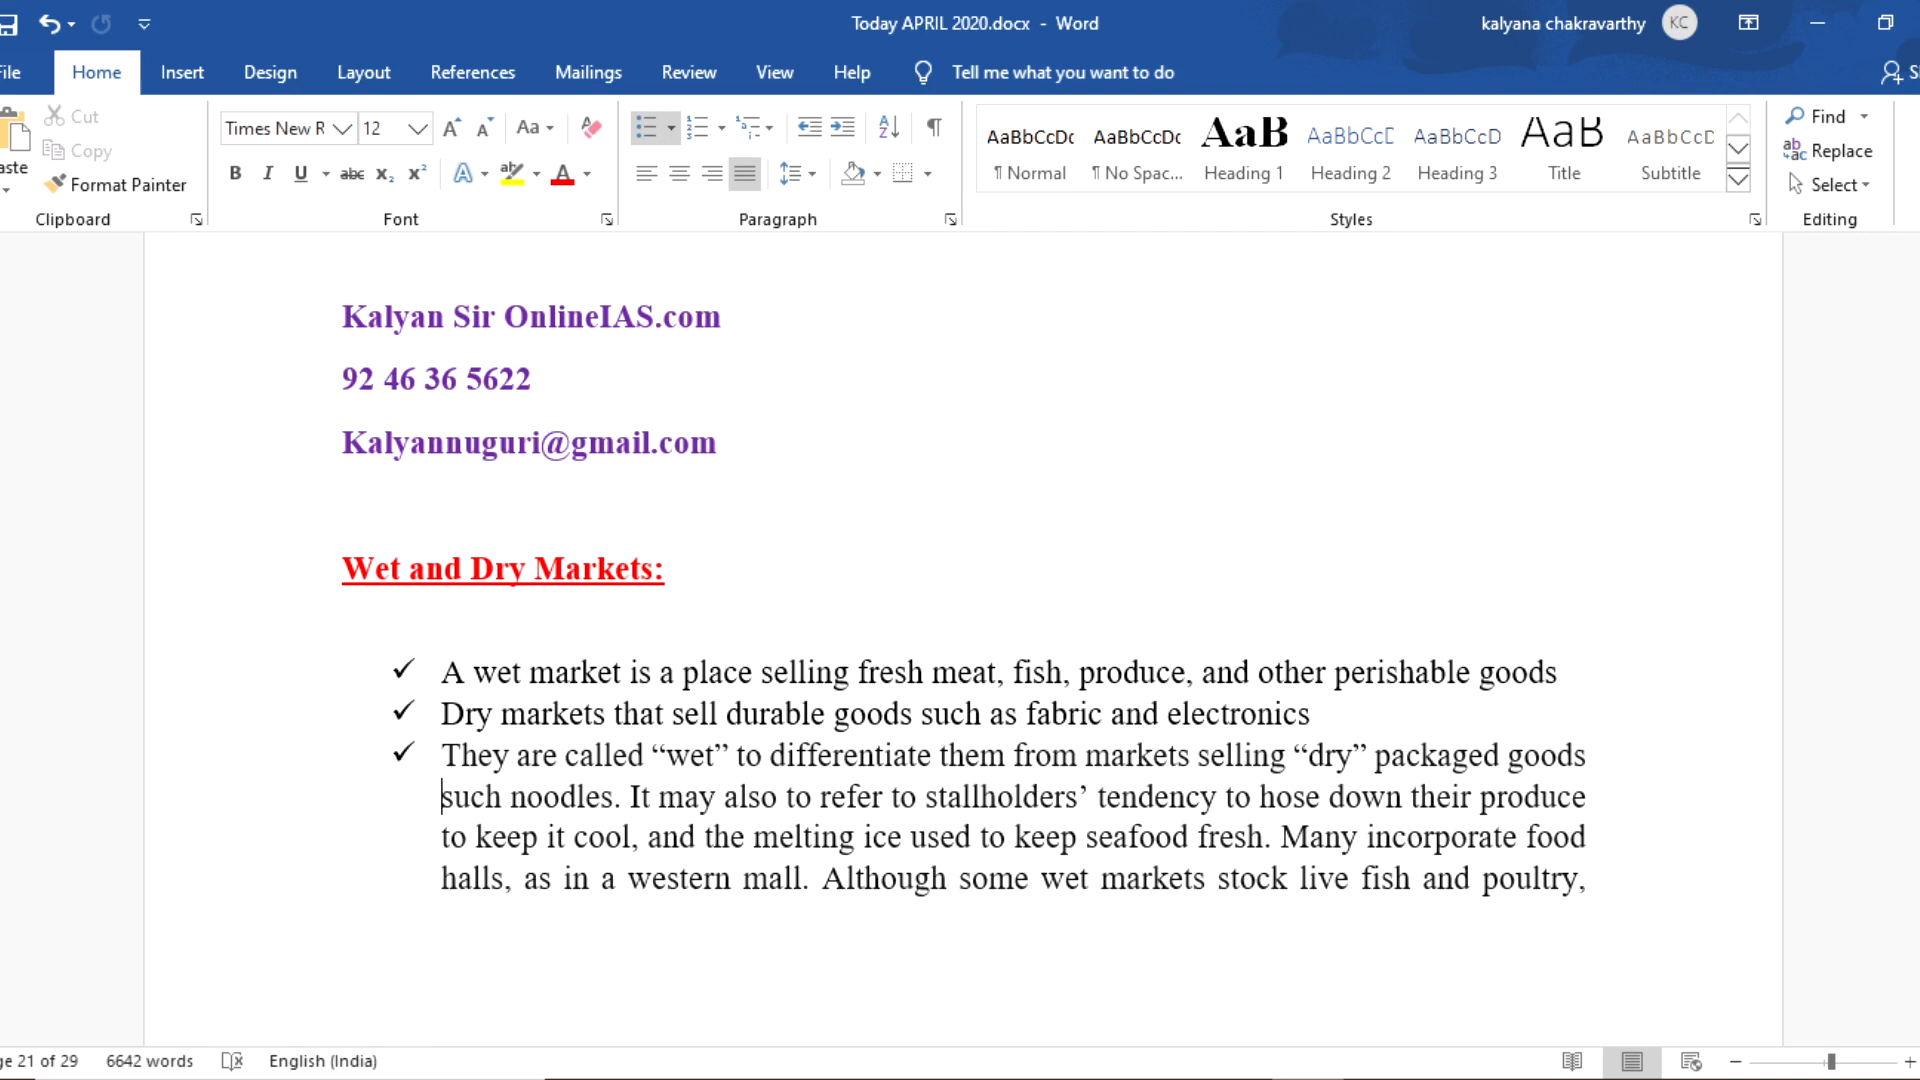 Today APRIL 2020.docx - Word
kalyana chakravarthy KC
Home Insert Design Layout References Mailings Review View Help Tell me what you want to do
Cut
Copy
Format Painter
Clipboard
Times New R 12
Aa
B I U abc X₂ X² A ab A
Font
Paragraph
AaBbCcDc AaBbCcDc AaB AaBbCcD AaBbCcD AaB AaBbCcD
¶ Normal ¶ No Spac... Heading 1 Heading 2 Heading 3 Title Subtitle
Styles
Find
Replace
Select
Editing
Kalyan Sir OnlineIAS.com
92 46 36 5622
Kalyannuguri@gmail.com
Wet and Dry Markets:
✓ A wet market is a place selling fresh meat, fish, produce, and other perishable goods
✓ Dry markets that sell durable goods such as fabric and electronics
✓ They are called “wet” to differentiate them from markets selling “dry” packaged goods
such noodles. It may also to refer to stallholders’ tendency to hose down their produce
to keep it cool, and the melting ice used to keep seafood fresh. Many incorporate food
halls, as in a western mall. Although some wet markets stock live fish and poultry,
ge 21 of 29 6642 words English (India)